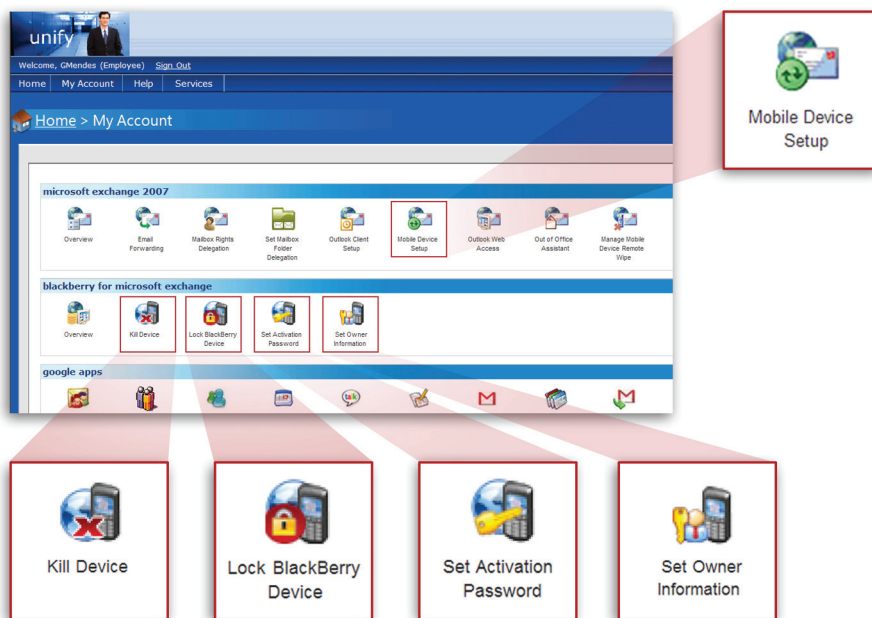 unify
Welcome, GMendes (Employee) Sign Out
Home My Account Help Services
Home > My Account
microsoft exchange 2007
Overview
Email
Forwarding
Mailbox Rights
Delegation
Set Mailbox
Folder
Delegation
Outlook Client
Setup
Mobile Device
Setup
Outlook Web
Access
Out of Office
Assistant
Manage Mobile
Device Remote
Wipe
blackberry for microsoft exchange
Overview
Kill Device
Lock BlackBerry
Device
Set Activation
Password
Set Owner
Information
google apps
talk
Mobile Device
Setup
Kill Device
Lock BlackBerry
Device
Set Activation
Password
Set Owner
Information